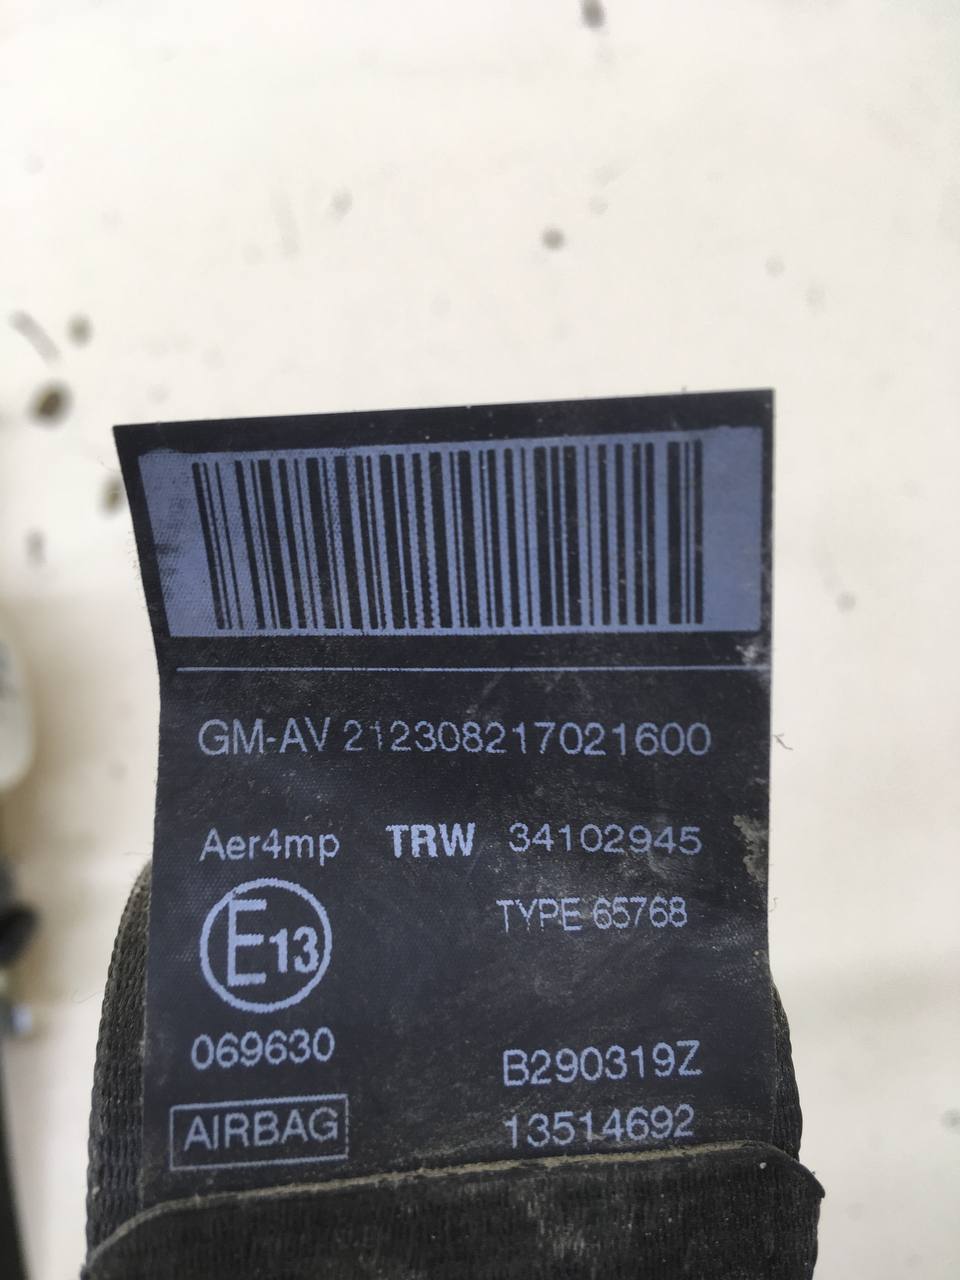 GM-AV 212308217021600
Aer4mp TRW 34102945
TYPE 65768
E13
069630
B290319Z
AIRBAG
13514692